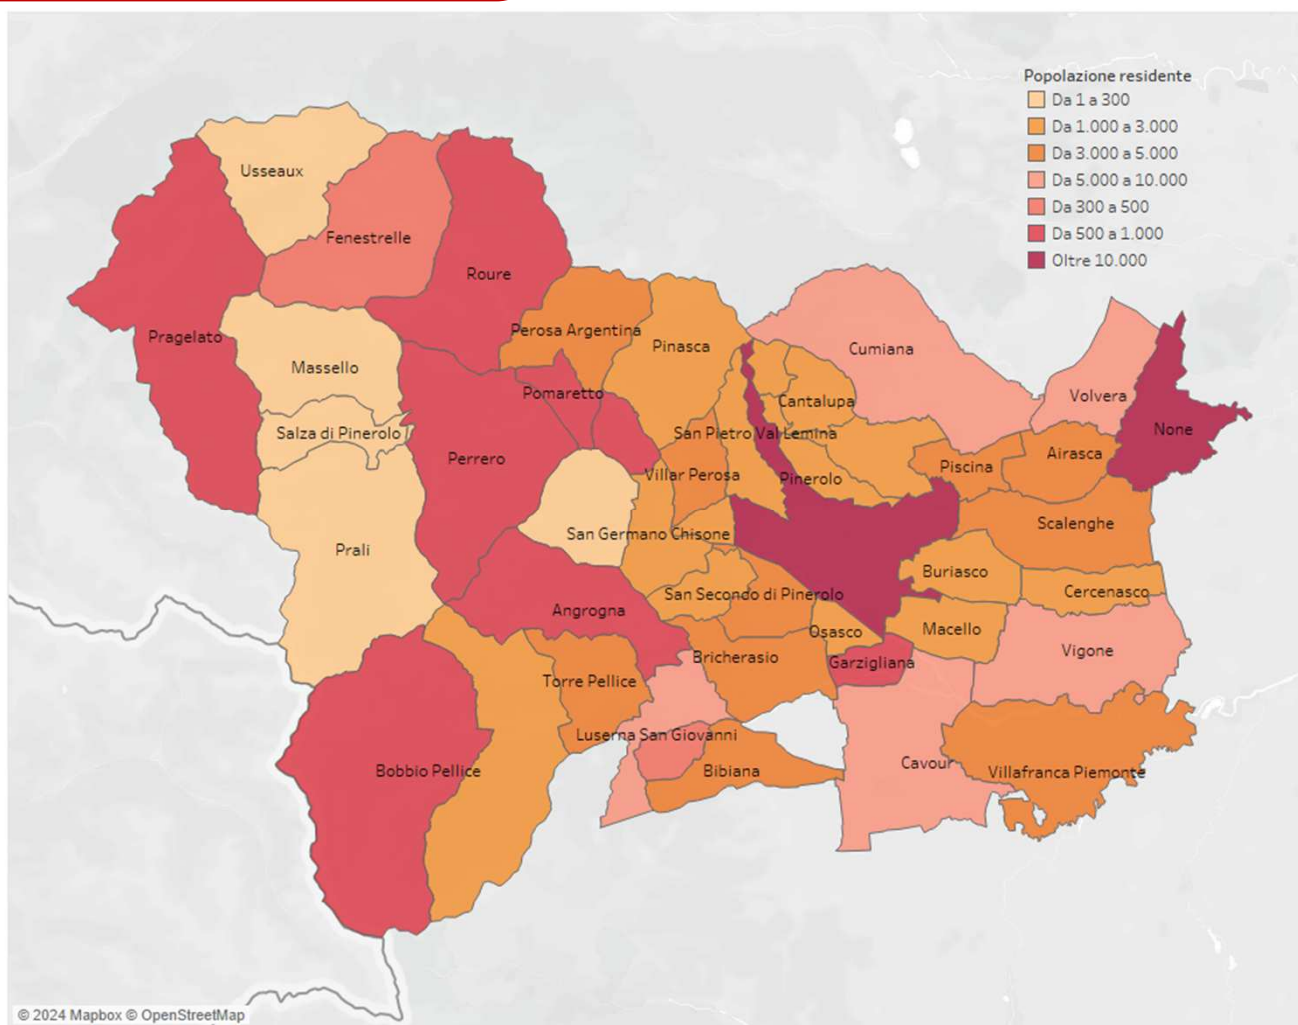 Popolazione residente
Da 1 a 300
Da 1.000 a 3.000
Da 3.000 a 5.000
Da 5.000 a 10.000
Da 300 a 500
Da 500 a 1.000
Oltre 10.000
Usseaux
Fenestrelle
Roure
Pragelato
Perosa Argentina
Pinasca
Cumiana
Massello
Pomaretto
Cantalupa
Volvera
Salza di Pinerolo
San Pietro Val Lemina
None
Perrero
Villar Perosa
Pinerolo
Piscina
Airasca
San Germano Chisone
Scalenghe
Prali
Buriasco
San Secondo di Pinerolo
Cercenasco
Angrogna
Osasco
Macello
Bricherasio
Garzigliana
Vigone
Torre Pellice
Luserna San Giovanni
Bobbio Pellice
Bibiana
Cavour
Villafranca Piemonte
© 2024 Mapbox © OpenStreetMap